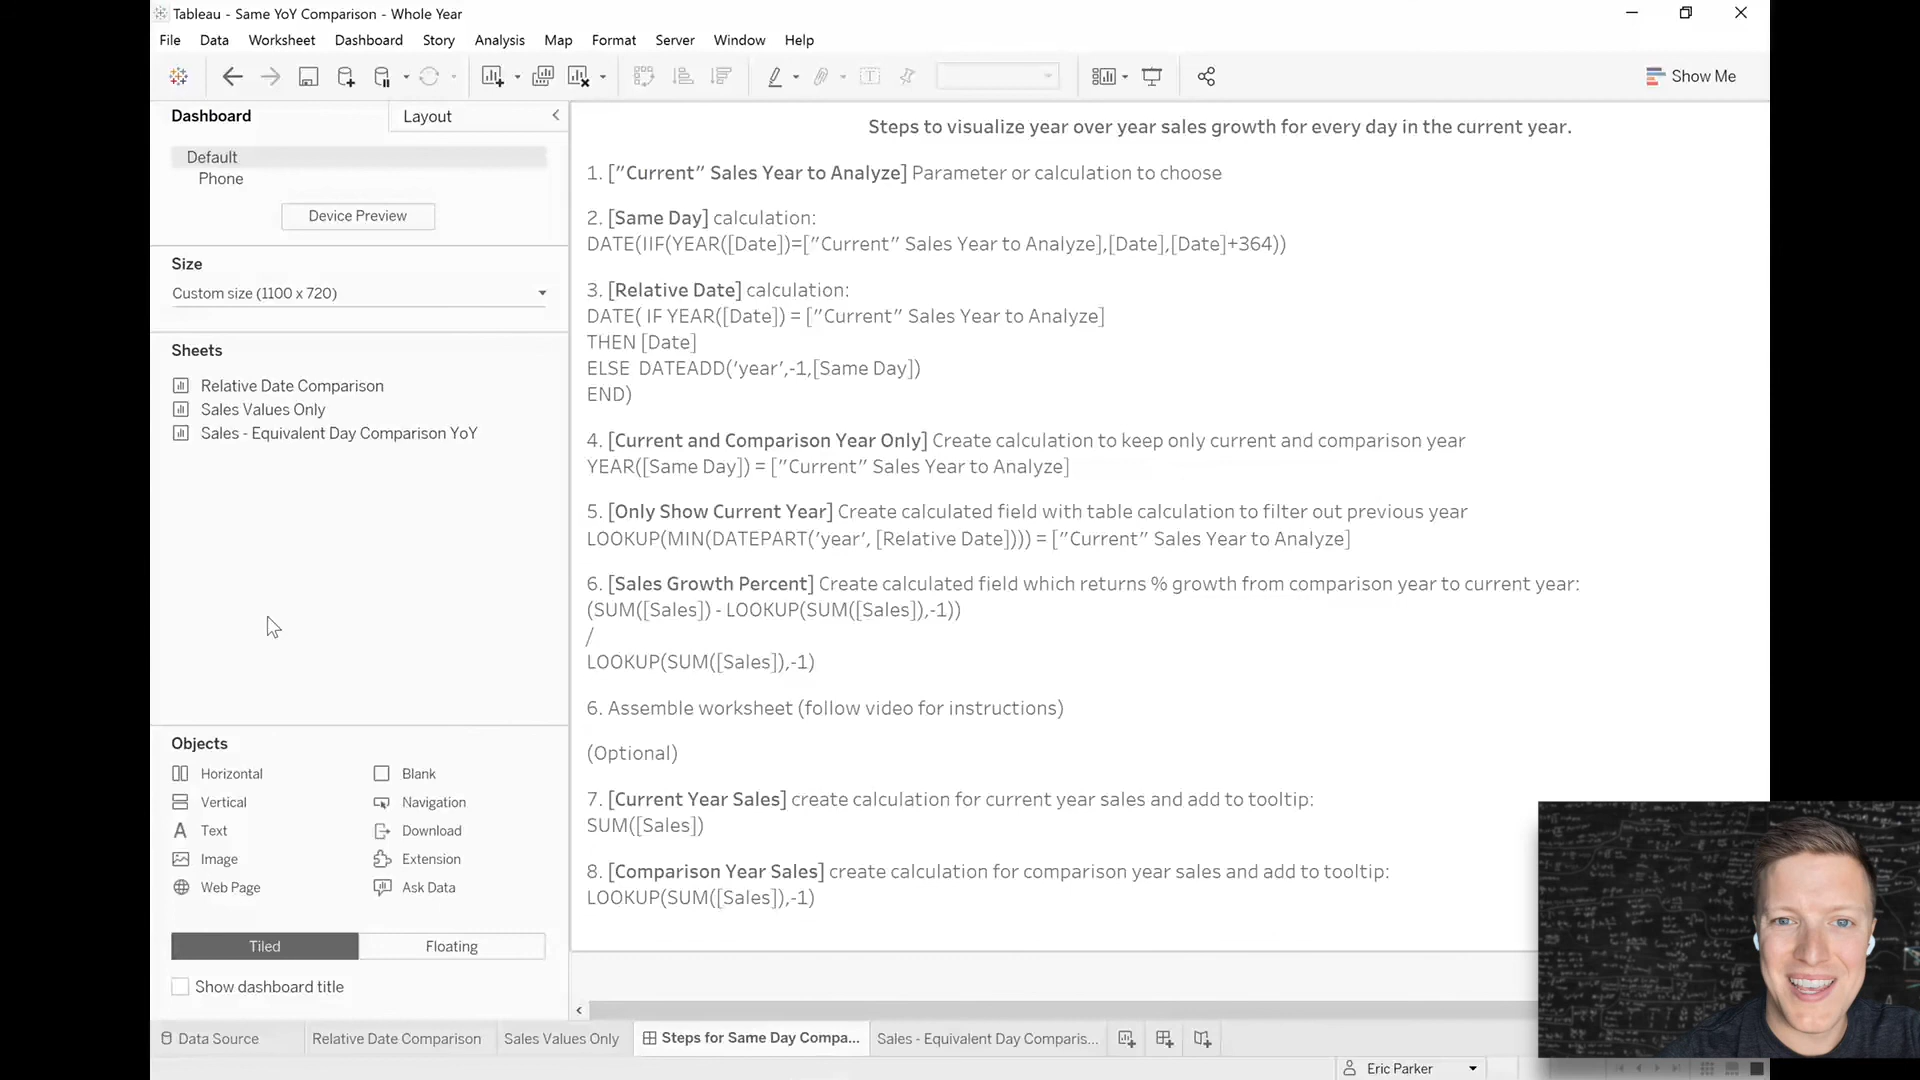 Tableau - Same YoY Comparison - Whole Year
File Data Worksheet Dashboard Story Analysis Map Format Server Window Help
Show Me
Dashboard
Layout
Default
Phone
Device Preview
Size
Custom size (1100 x 720)
Sheets
Relative Date Comparison
Sales Values Only
Sales - Equivalent Day Comparison YoY
Objects
Horizontal
Blank
Vertical
Navigation
Text
Download
Image
Extension
Web Page
Ask Data
Tiled
Floating
Show dashboard title
Steps to visualize year over year sales growth for every day in the current year.
1. ["Current" Sales Year to Analyze] Parameter or calculation to choose
2. [Same Day] calculation:
DATE(IIF(YEAR([Date])=["Current" Sales Year to Analyze],[Date],[Date]+364))
3. [Relative Date] calculation:
DATE( IF YEAR([Date]) = ["Current" Sales Year to Analyze]
THEN [Date]
ELSE  DATEADD('year',-1,[Same Day])
END)
4. [Current and Comparison Year Only] Create calculation to keep only current and comparison year
YEAR([Same Day]) = ["Current" Sales Year to Analyze]
5. [Only Show Current Year] Create calculated field with table calculation to filter out previous year
LOOKUP(MIN(DATEPART('year', [Relative Date]))) = ["Current" Sales Year to Analyze]
6. [Sales Growth Percent] Create calculated field which returns % growth from comparison year to current year:
(SUM([Sales]) - LOOKUP(SUM([Sales]),-1))
/
LOOKUP(SUM([Sales]),-1)
6. Assemble worksheet (follow video for instructions)
(Optional)
7. [Current Year Sales] create calculation for current year sales and add to tooltip:
SUM([Sales])
8. [Comparison Year Sales] create calculation for comparison year sales and add to tooltip:
LOOKUP(SUM([Sales]),-1)
Data Source
Relative Date Comparison
Sales Values Only
Steps for Same Day Compa...
Sales - Equivalent Day Comparis...
Eric Parker